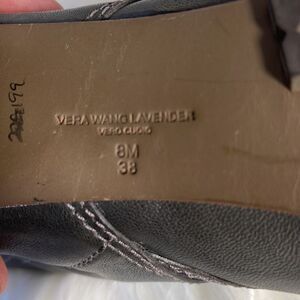 VERA WANG LAVENDER
VERO CUOIO
8M
38